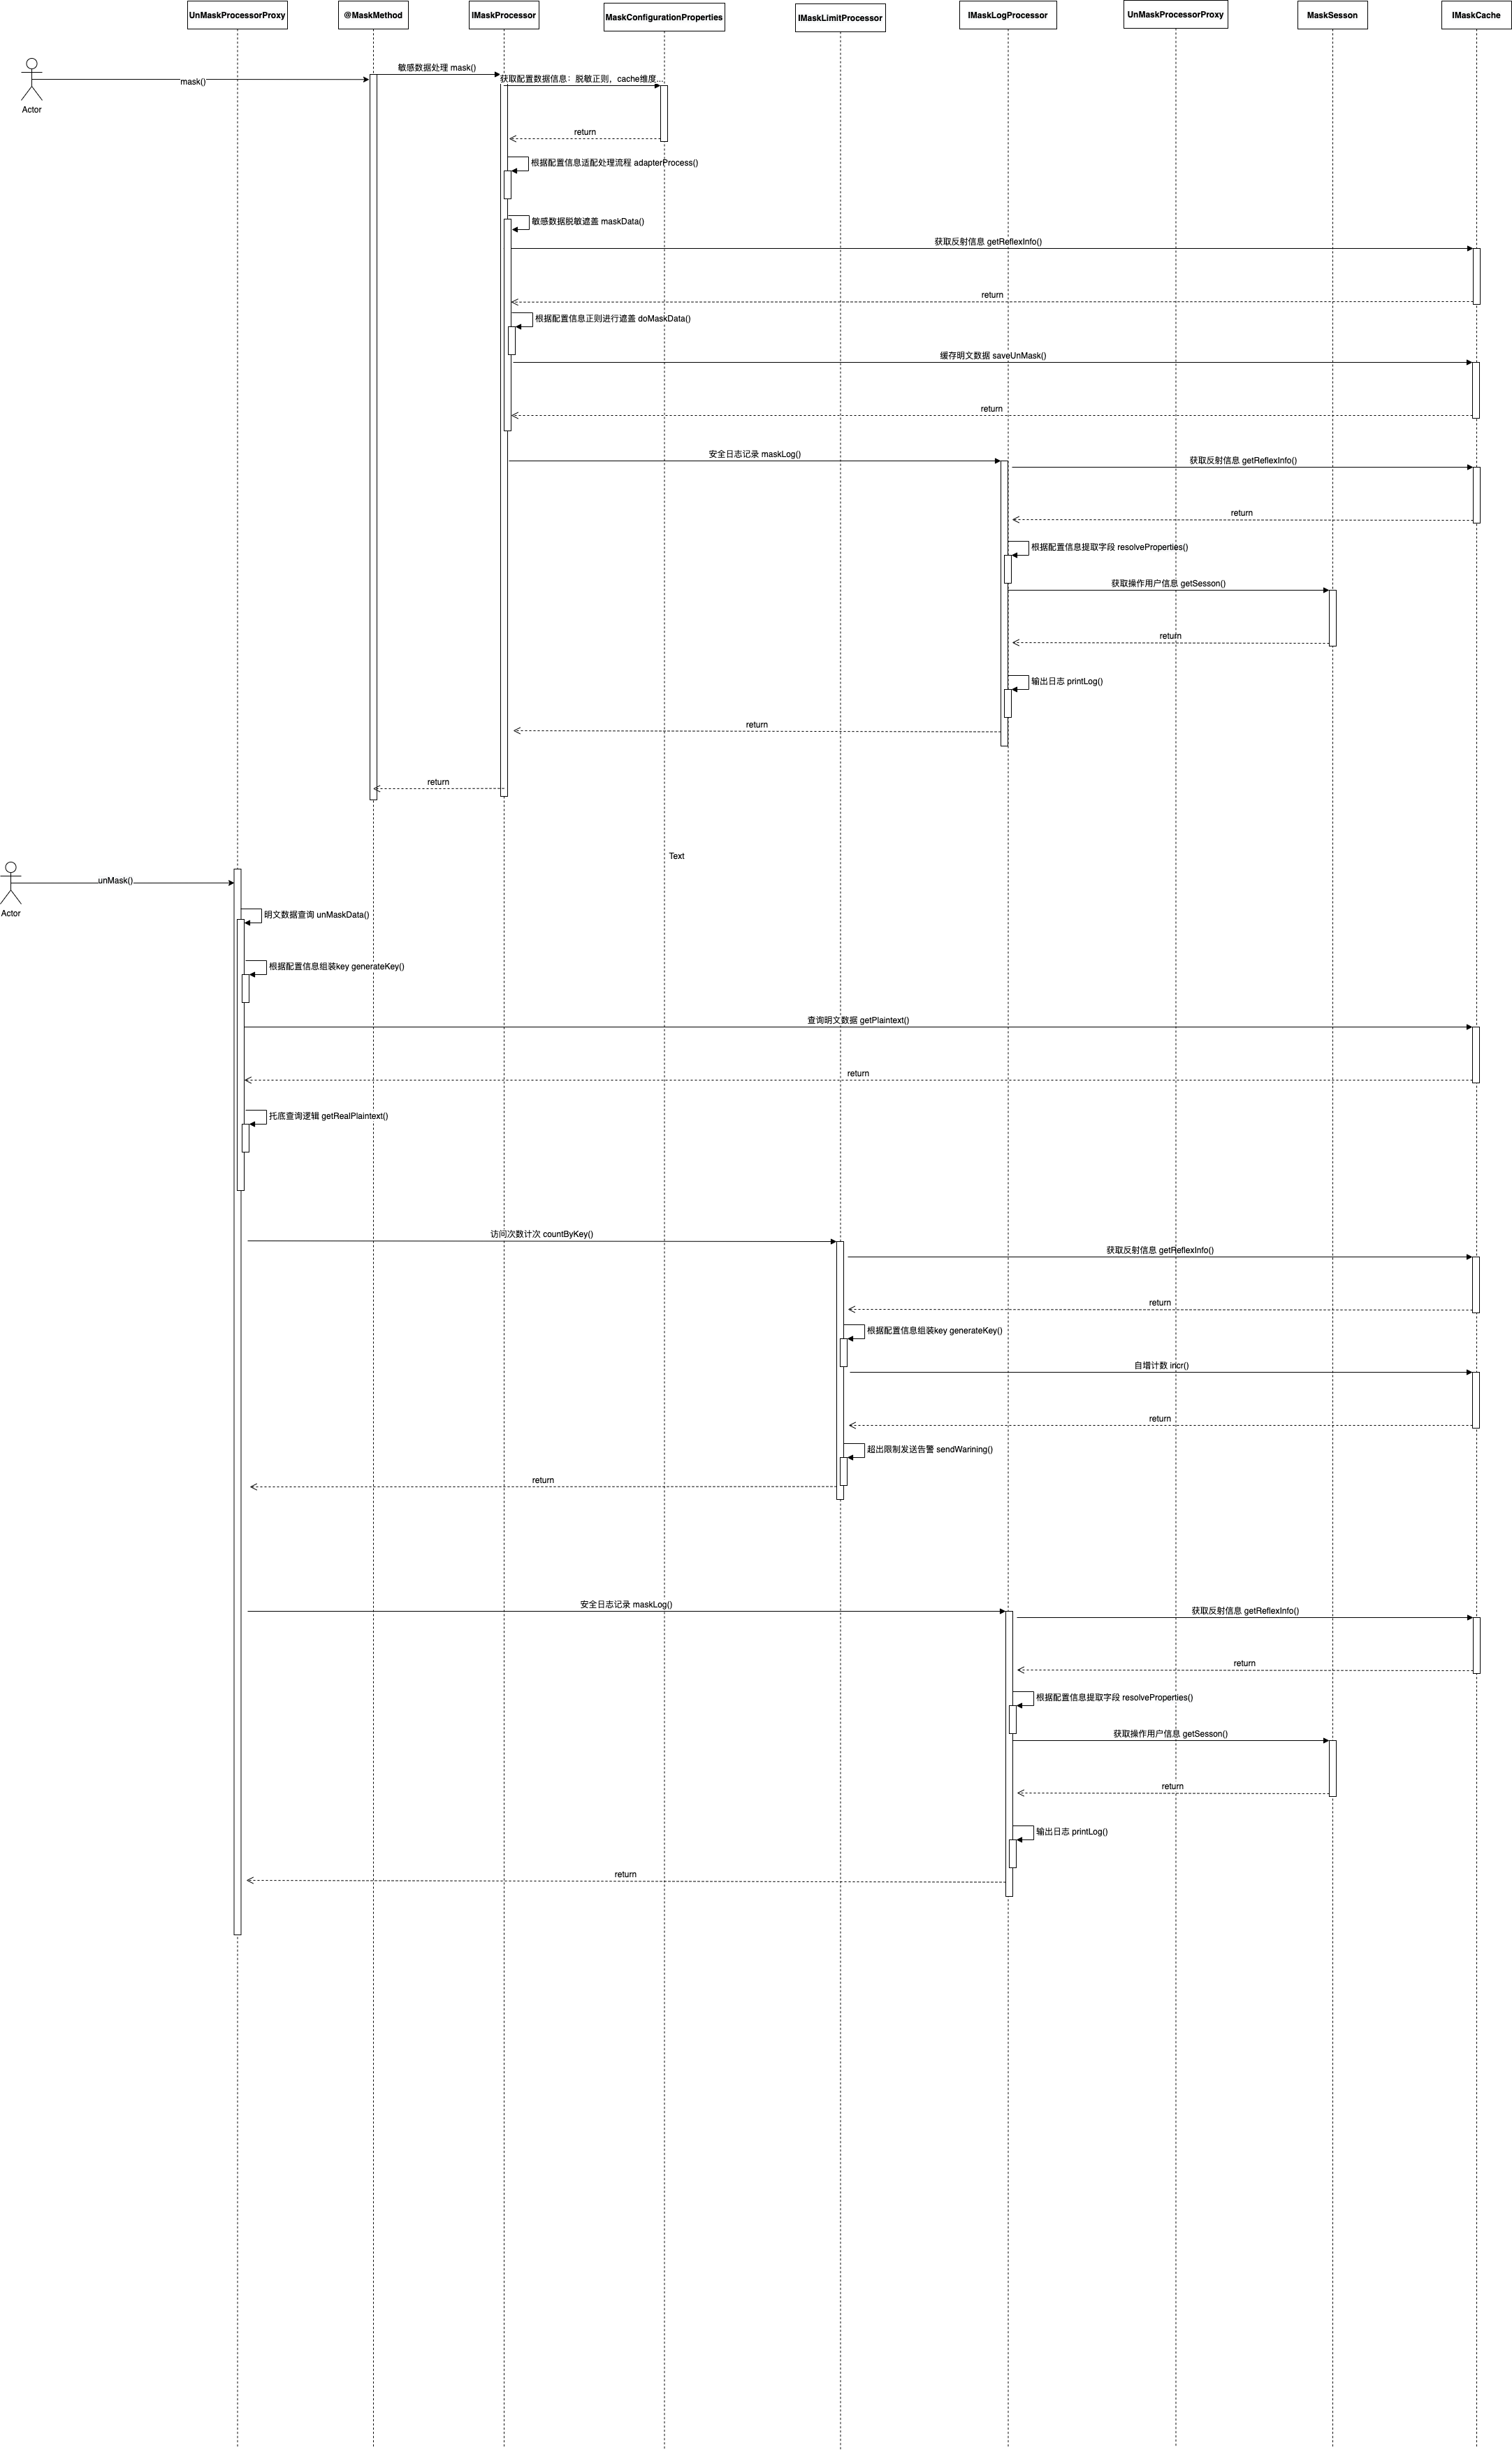 UnMaskProcessorProxy
@MaskMethod
IMaskProcessor
MaskConfigurationProperties
IMaskLimitProcessor
IMaskLogProcessor
UnMaskProcessorProxy
MaskSesson
IMaskCache
敏感数据处理 mask()
获取配置数据信息：脱敏正则，cache维度...
mask()
Actor
return
根据配置信息适配处理流程 adapterProcess()
敏感数据脱敏遮盖 maskData()
获取反射信息 getReflexInfo()
return
根据配置信息正则进行遮盖 doMaskData()
缓存明文数据 saveUnMask()
return
安全日志记录 maskLog()
获取反射信息 getReflexInfo()
return
根据配置信息提取字段 resolveProperties()
获取操作用户信息 getSesson()
return
输出日志 printLog()
return
return
Text
unMask()
Actor
明文数据查询 unMaskData()
根据配置信息组装key generateKey()
查询明文数据 getPlaintext()
return
托底查询逻辑 getRealPlaintext()
访问次数计次 countByKey()
获取反射信息 getReflexInfo()
return
根据配置信息组装key generateKey()
自增计数 incr()
return
超出限制发送告警 sendWarining()
return
安全日志记录 maskLog()
获取反射信息 getReflexInfo()
return
根据配置信息提取字段 resolveProperties()
获取操作用户信息 getSesson()
return
输出日志 printLog()
return